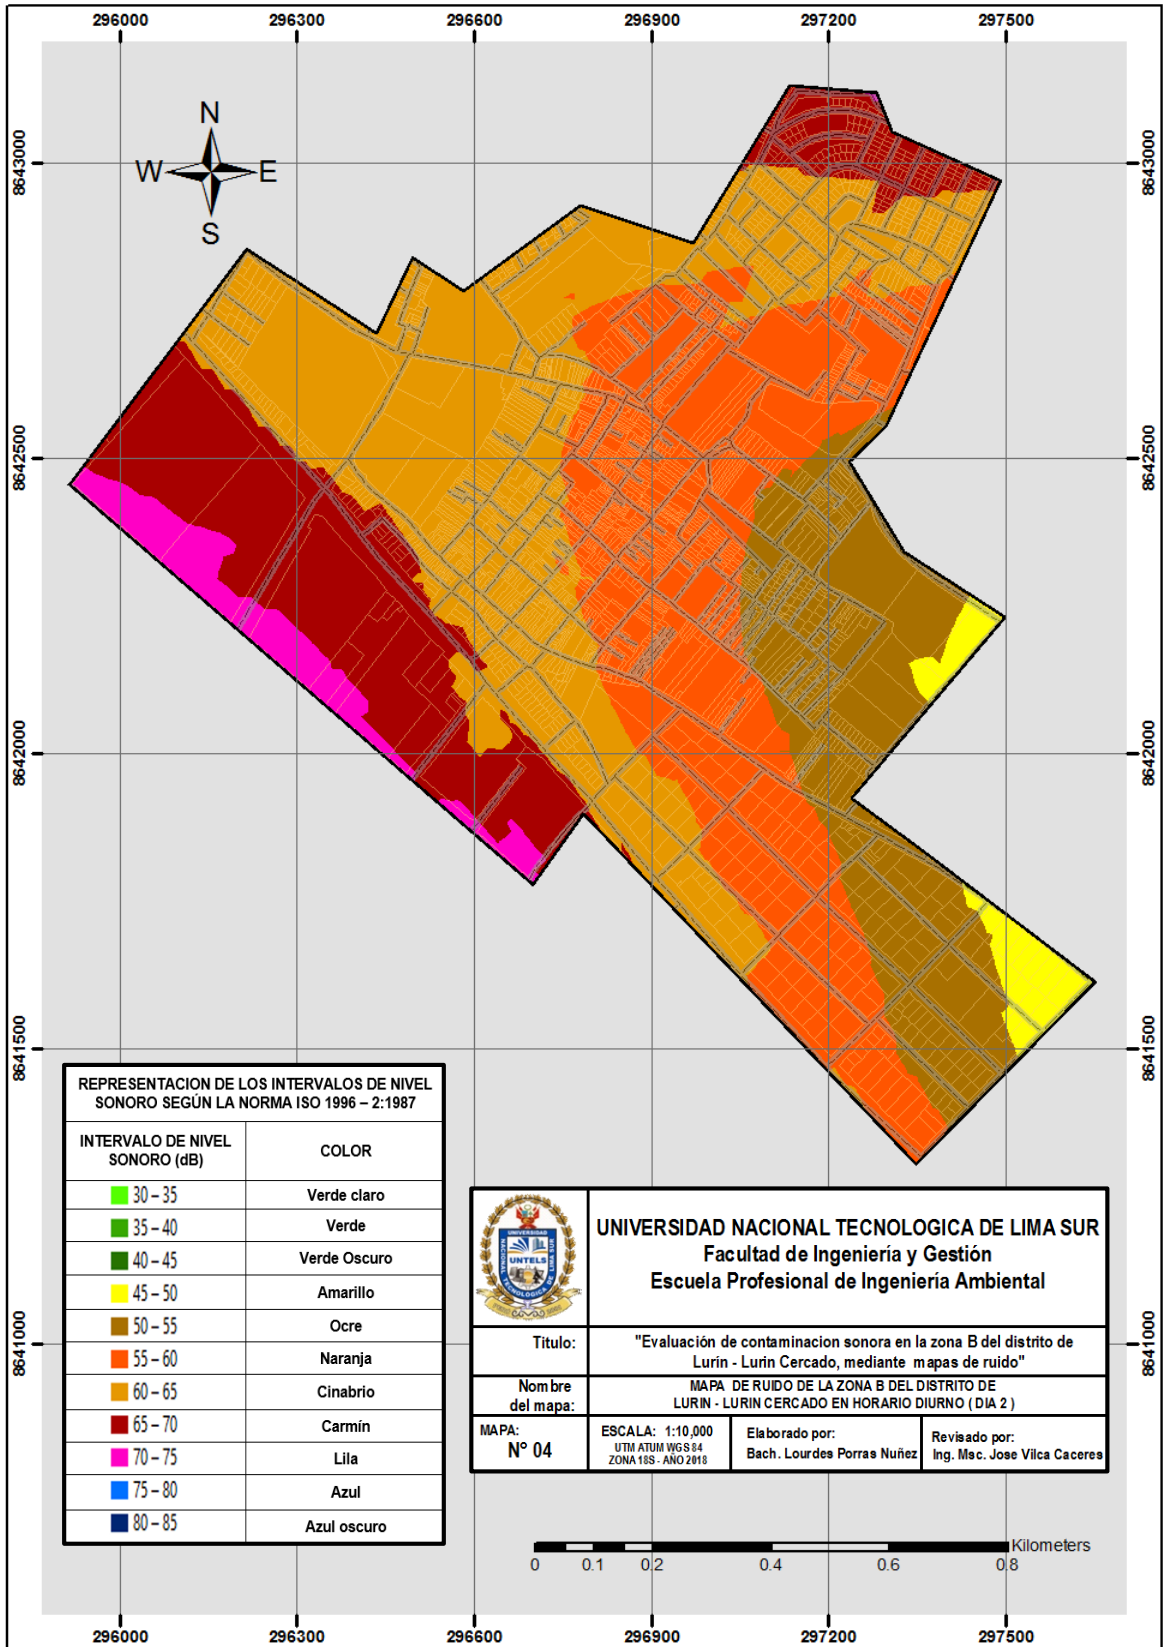 296000 296300 296600 296900 297200 297500
N
W E
S
8643000 8643000
8642500 8642500
8642000 8642000
8641500 8641500
8641000 8641000
REPRESENTACION DE LOS INTERVALOS DE NIVEL
SONORO SEGÚN LA NORMA ISO 1996 – 2:1987
INTERVALO DE NIVEL
SONORO (dB)
COLOR
30 – 35 Verde claro
35 – 40 Verde
40 – 45 Verde Oscuro
45 – 50 Amarillo
50 – 55 Ocre
55 – 60 Naranja
60 – 65 Cinabrio
65 – 70 Carmín
70 – 75 Lila
75 – 80 Azul
80 – 85 Azul oscuro
UNIVERSIDAD
UNTELS
UNIVERSIDAD NACIONAL TECNOLOGICA DE LIMA SUR
Facultad de Ingeniería y Gestión
Escuela Profesional de Ingeniería Ambiental
Titulo:
"Evaluación de contaminacion sonora en la zona B del distrito de
Lurin - Lurin Cercado, mediante mapas de ruido"
Nombre
del mapa:
MAPA DE RUIDO DE LA ZONA B DEL DISTRITO DE
LURIN - LURIN CERCADO EN HORARIO DIURNO ( DIA 2 )
MAPA:
N° 04
ESCALA: 1:10,000
UTM ATUM WGS 84
ZONA 18S - AÑO 2018
Elaborado por:
Bach. Lourdes Porras Nuñez
Revisado por:
Ing. Msc. Jose Vilca Caceres
Kilometers
0 0.1 0.2 0.4 0.6 0.8
296000 296300 296600 296900 297200 297500